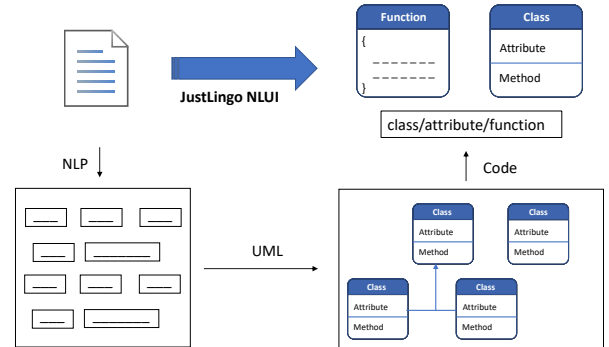 Function
{
}
Class
Attribute
Method
JustLingo NLUI
class/attribute/function
NLP
Code
UML
Class
Attribute
Method
Class
Attribute
Method
Class
Attribute
Method
Class
Attribute
Method